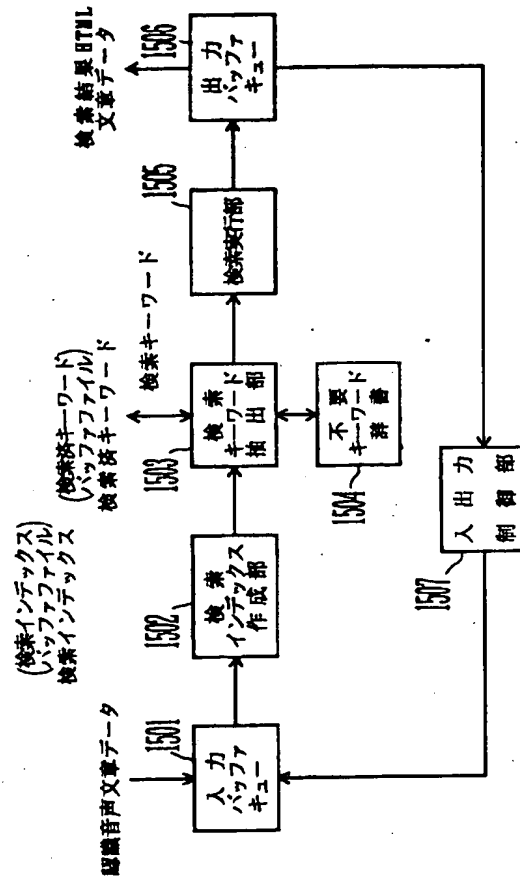 認識音声文章データ
1501
入力
バッファ
キュー
(検索インデックス)
(バッファファイル)
検索インデックス
1502
検索
インデックス
作成部
(検索済キーワード)
(バッファファイル)
検索済キーワード
1503
検索
キーワード
抽出部
1504
不要
キーワード
辞書
検索キーワード
1505
検索実行部
検索結果HTML
文章データ
1506
出力
バッファ
キュー
1507
入出力
制御部